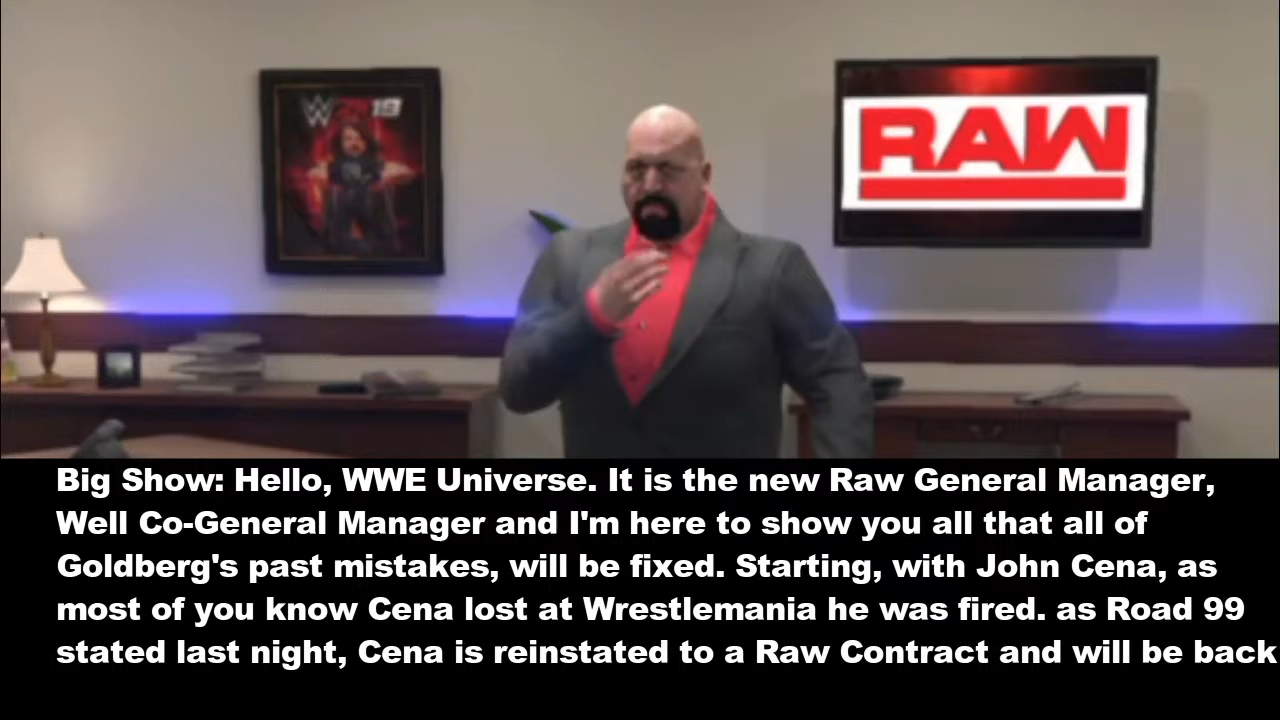 W 2K19
RAW
Big Show: Hello, WWE Universe. It is the new Raw General Manager,
Well Co-General Manager and I'm here to show you all that all of
Goldberg's past mistakes, will be fixed. Starting, with John Cena, as
most of you know Cena lost at Wrestlemania he was fired. as Road 99
stated last night, Cena is reinstated to a Raw Contract and will be back